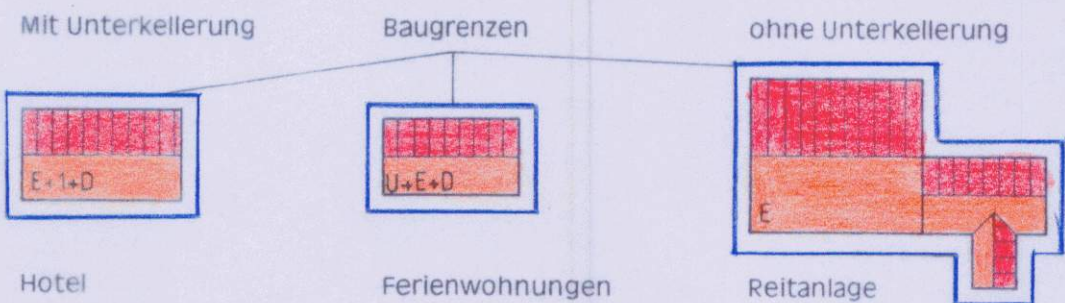 Mit Unterkellerung
Baugrenzen
ohne Unterkellerung
E+1+D
U+E+D
E
Hotel
Ferienwohnungen
Reitanlage